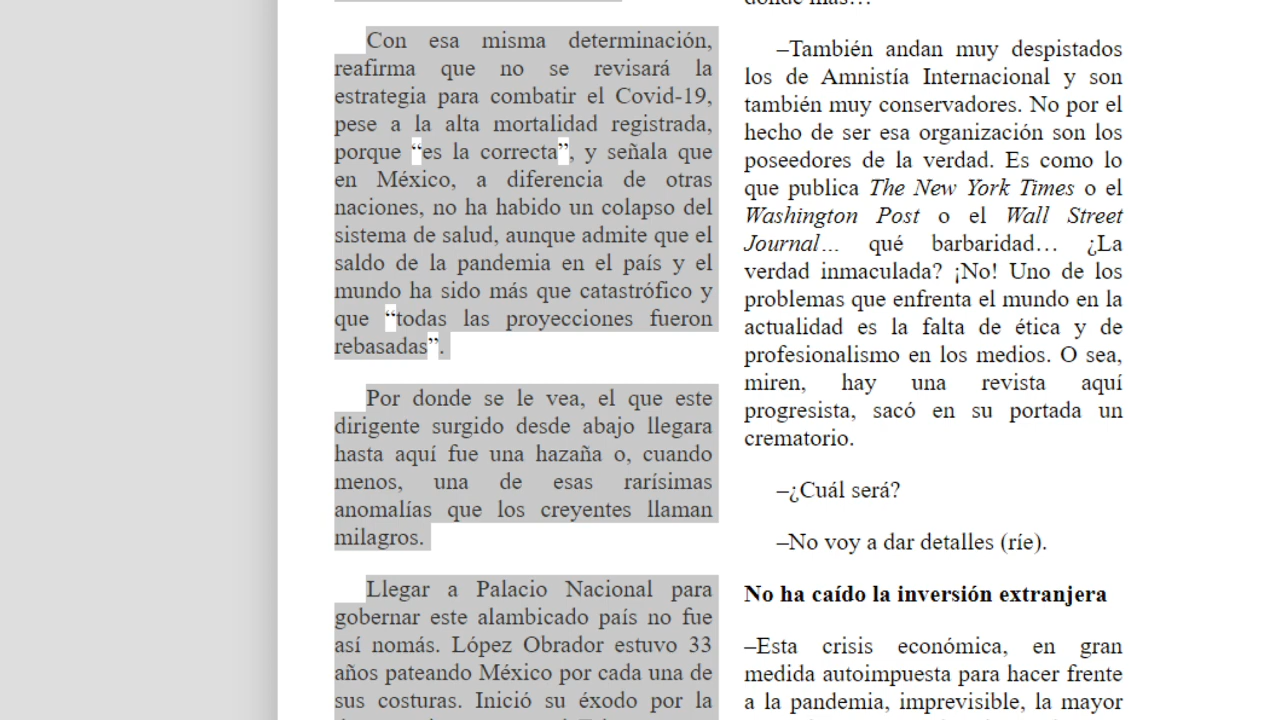 Con esa misma determinación,
reafirma que no se revisará la
estrategia para combatir el Covid-19,
pese a la alta mortalidad registrada,
porque “es la correcta”, y señala que
en México, a diferencia de otras
naciones, no ha habido un colapso del
sistema de salud, aunque admite que el
saldo de la pandemia en el país y el
mundo ha sido más que catastrófico y
que “todas las proyecciones fueron
rebasadas”.
Por donde se le vea, el que este
dirigente surgido desde abajo llegara
hasta aquí fue una hazaña o, cuando
menos, una de esas rarísimas
anomalías que los creyentes llaman
milagros.
Llegar a Palacio Nacional para
gobernar este alambicado país no fue
así nomás. López Obrador estuvo 33
años pateando México por cada una de
sus costuras. Inició su éxodo por la
donde más…
–También andan muy despistados
los de Amnistía Internacional y son
también muy conservadores. No por el
hecho de ser esa organización son los
poseedores de la verdad. Es como lo
que publica The New York Times o el
Washington Post o el Wall Street
Journal… qué barbaridad… ¿La
verdad inmaculada? ¡No! Uno de los
problemas que enfrenta el mundo en la
actualidad es la falta de ética y de
profesionalismo en los medios. O sea,
miren, hay una revista aquí
progresista, sacó en su portada un
crematorio.
–¿Cuál será?
–No voy a dar detalles (ríe).
No ha caído la inversión extranjera
–Esta crisis económica, en gran
medida autoimpuesta para hacer frente
a la pandemia, imprevisible, la mayor